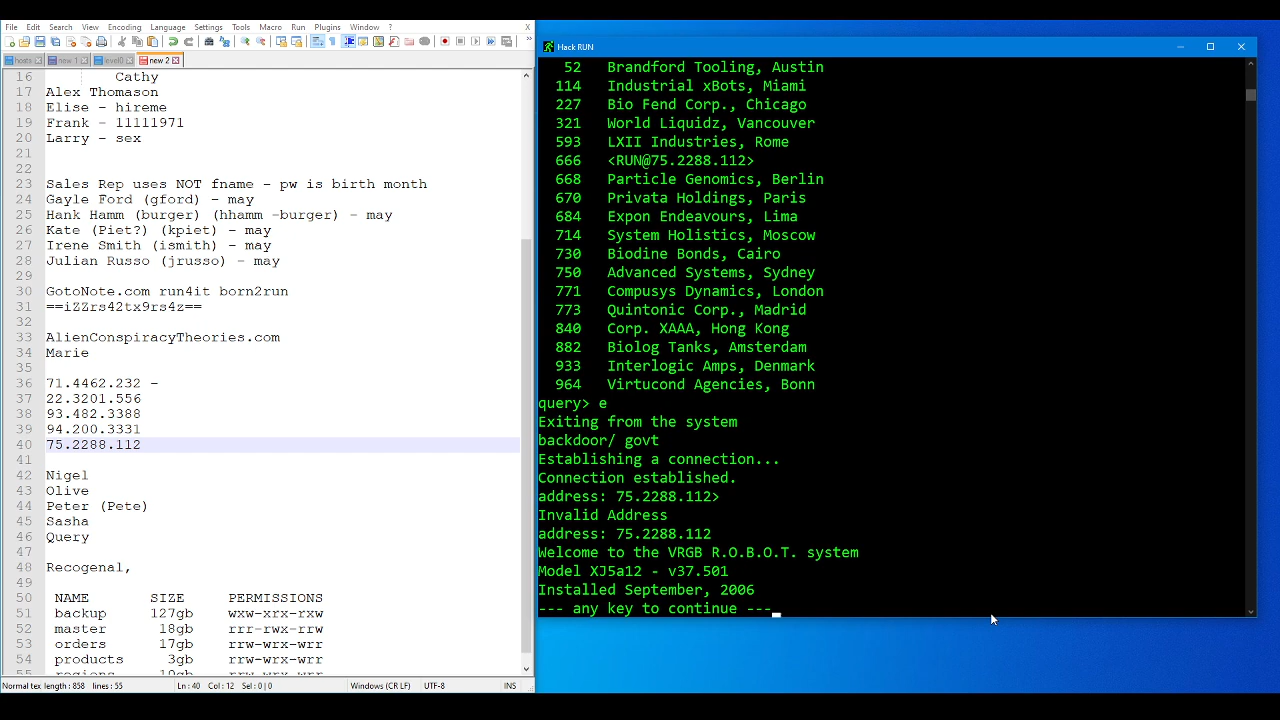 File Edit Search View Encoding Language Settings Tools Macro Run Plugins Window ? X
hosts new 1 level0 new 2
16 Cathy
17 Alex Thomason
18 Elise - hireme
19 Frank - 11111971
20 Larry - sex
21
22
23 Sales Rep uses NOT fname - pw is birth month
24 Gayle Ford (gford) - may
25 Hank Hamm (burger) (hhamm -burger) - may
26 Kate (Piet?) (kpiet) - may
27 Irene Smith (ismith) - may
28 Julian Russo (jrusso) - may
29
30 GotoNote.com run4it born2run
31 ==iZZrs42tx9rs4z==
32
33 AlienConspiracyTheories.com
34 Marie
35
36 71.4462.232 -
37 22.3201.556
38 93.482.3388
39 94.200.3331
40 75.2288.112
41
42 Nigel
43 Olive
44 Peter (Pete)
45 Sasha
46 Query
47
48 Recogenal,
49
50 NAME SIZE PERMISSIONS
51 backup 127gb wxw-xrx-rxw
52 master 18gb rrr-rwx-rrw
53 orders 17gb rrw-wrx-wrr
54 products 3gb rrw-wrx-wrr
55 regions 10gb rrw-wrx-wrr
Normal tex length : 858 lines : 55 Ln : 40 Col : 12 Sel : 0 | 0 Windows (CR LF) UTF-8 INS
Hack RUN
52 Brandford Tooling, Austin
114 Industrial xBots, Miami
227 Bio Fend Corp., Chicago
321 World Liquidz, Vancouver
593 LXII Industries, Rome
666 <RUN@75.2288.112>
668 Particle Genomics, Berlin
670 Privata Holdings, Paris
684 Expon Endeavours, Lima
714 System Holistics, Moscow
730 Biodine Bonds, Cairo
750 Advanced Systems, Sydney
771 Compusys Dynamics, London
773 Quintonic Corp., Madrid
840 Corp. XAAA, Hong Kong
882 Biolog Tanks, Amsterdam
933 Interlogic Amps, Denmark
964 Virtucond Agencies, Bonn
query> e
Exiting from the system
backdoor/ govt
Establishing a connection...
Connection established.
address: 75.2288.112>
Invalid Address
address: 75.2288.112
Welcome to the VRGB R.O.B.O.T. system
Model XJ5a12 - v37.501
Installed September, 2006
--- any key to continue ---